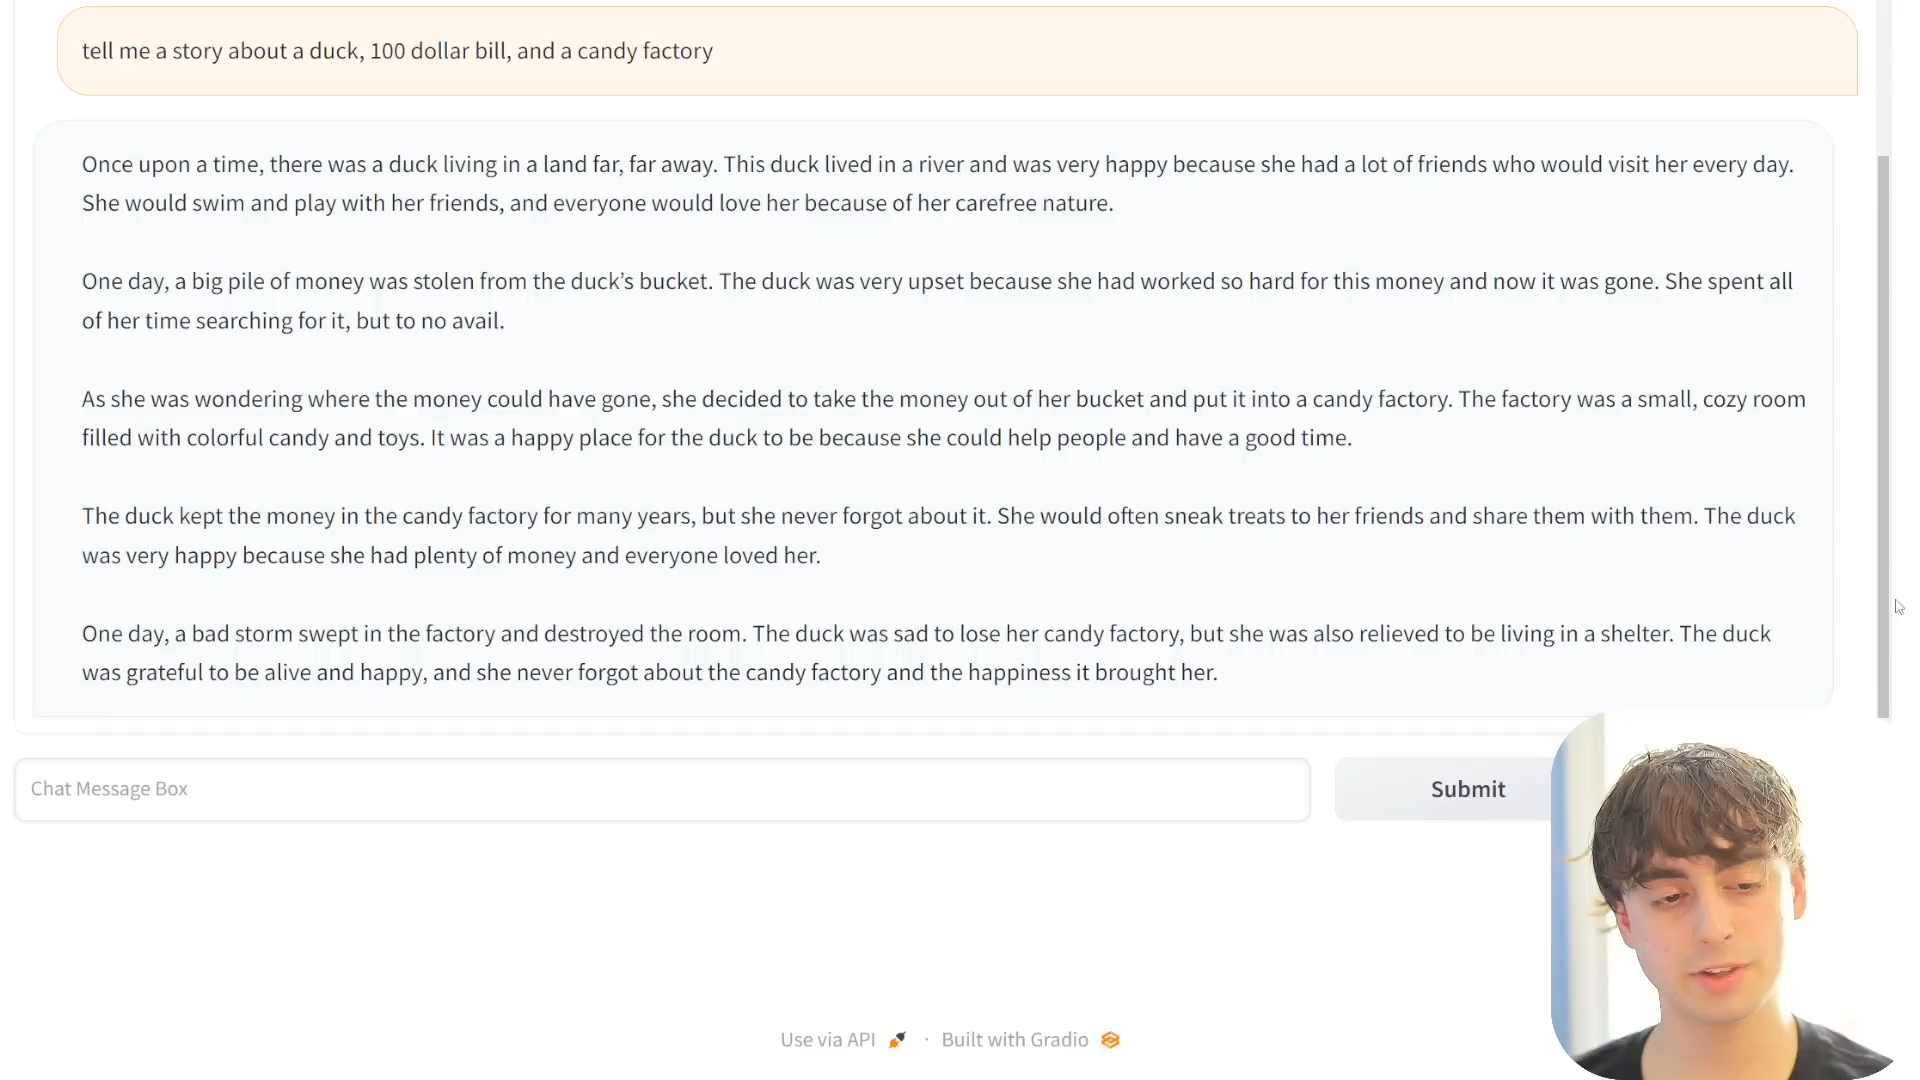 tell me a story about a duck, 100 dollar bill, and a candy factory
Once upon a time, there was a duck living in a land far, far away. This duck lived in a river and was very happy because she had a lot of friends who would visit her every day.
She would swim and play with her friends, and everyone would love her because of her carefree nature.
One day, a big pile of money was stolen from the duck’s bucket. The duck was very upset because she had worked so hard for this money and now it was gone. She spent all
of her time searching for it, but to no avail.
As she was wondering where the money could have gone, she decided to take the money out of her bucket and put it into a candy factory. The factory was a small, cozy room
filled with colorful candy and toys. It was a happy place for the duck to be because she could help people and have a good time.
The duck kept the money in the candy factory for many years, but she never forgot about it. She would often sneak treats to her friends and share them with them. The duck
was very happy because she had plenty of money and everyone loved her.
One day, a bad storm swept in the factory and destroyed the room. The duck was sad to lose her candy factory, but she was also relieved to be living in a shelter. The duck
was grateful to be alive and happy, and she never forgot about the candy factory and the happiness it brought her.
Chat Message Box
Submit
Use via API · Built with Gradio